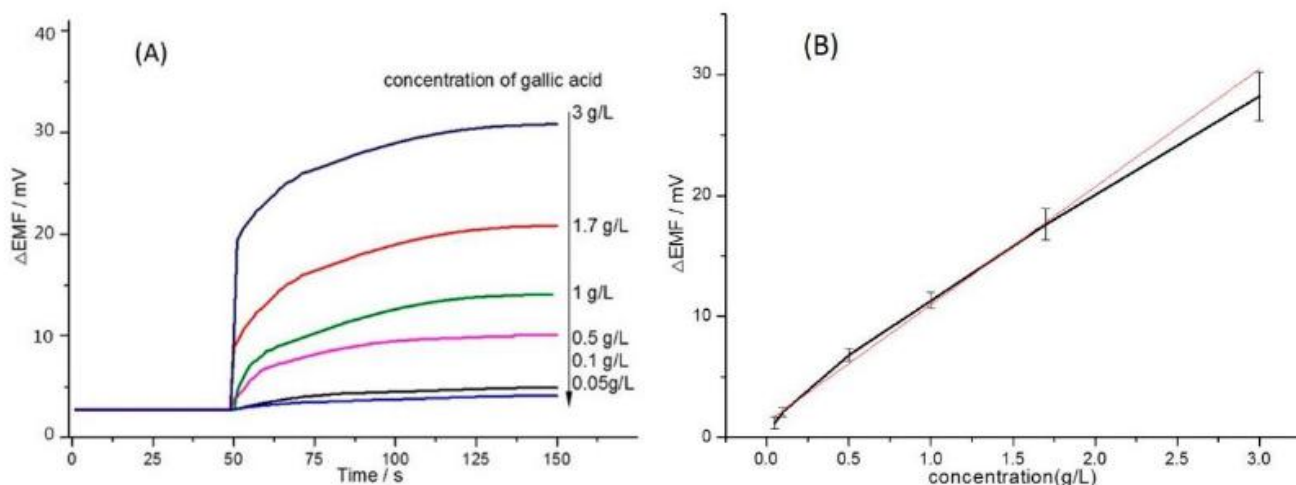 (A)
concentration of gallic acid
3 g/L
1.7 g/L
1 g/L
0.5 g/L
0.1 g/L
0.05g/L
△EMF / mV
40
30
20
10
0
0 25 50 75 100 125 150
Time / s
(B)
△EMF / mV
30
20
10
0
0.0 0.5 1.0 1.5 2.0 2.5 3.0
concentration(g/L)